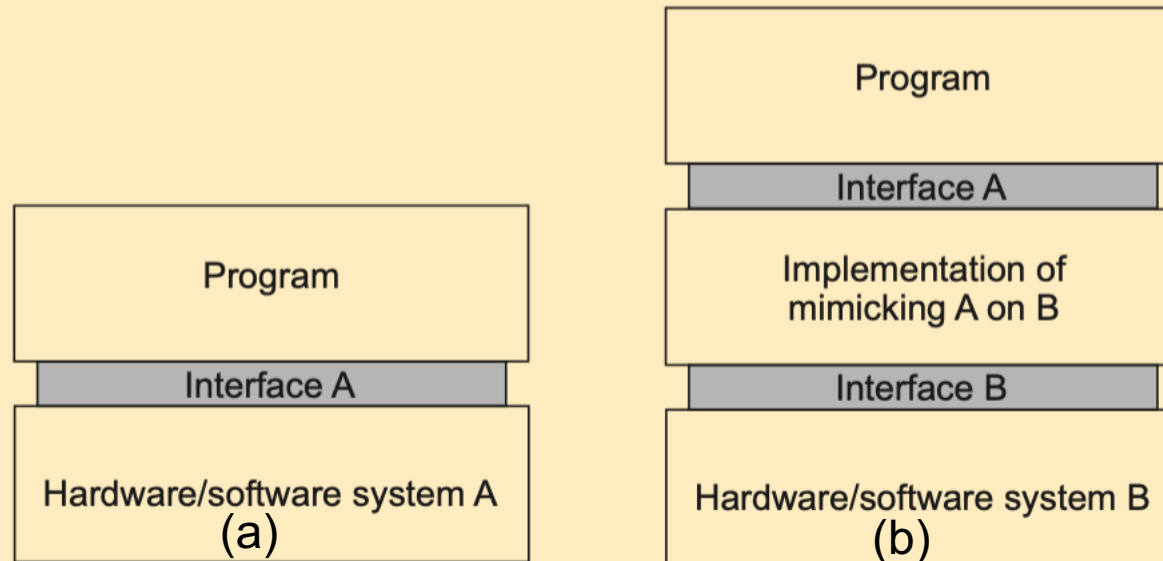 Program
Interface A
Hardware/software system A
(a)
Program
Interface A
Implementation of
mimicking A on B
Interface B
Hardware/software system B
(b)